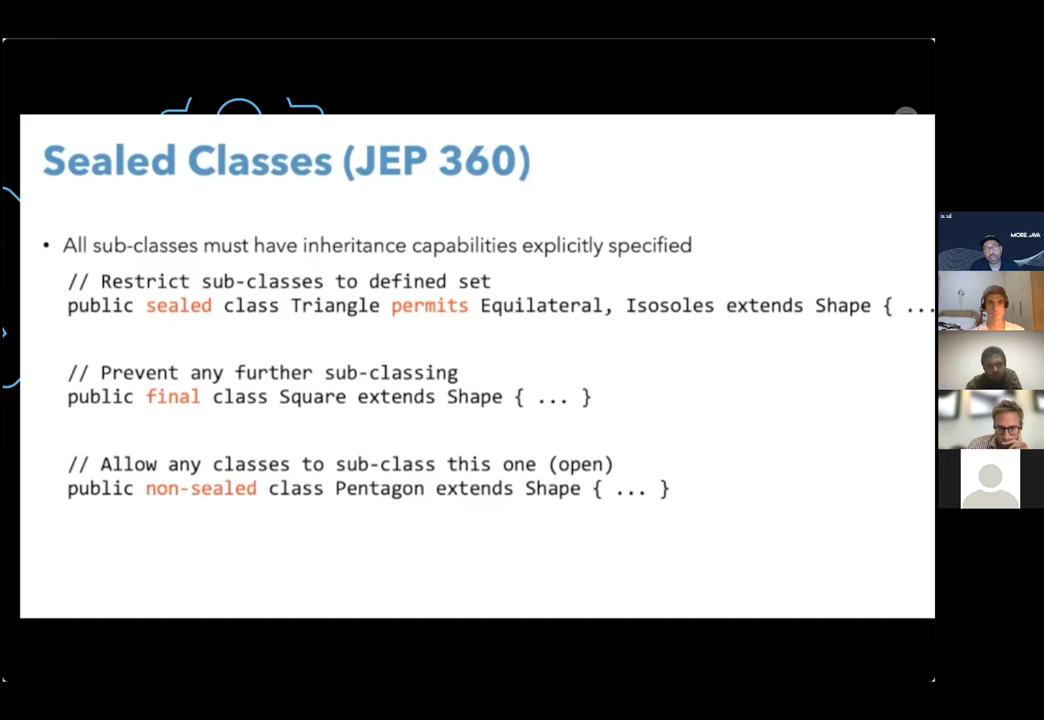 Sealed Classes (JEP 360)
• All sub-classes must have inheritance capabilities explicitly specified
// Restrict sub-classes to defined set
public sealed class Triangle permits Equilateral, Isosoles extends Shape { ...
// Prevent any further sub-classing
public final class Square extends Shape { ... }
// Allow any classes to sub-class this one (open)
public non-sealed class Pentagon extends Shape { ... }
MORE JAVA